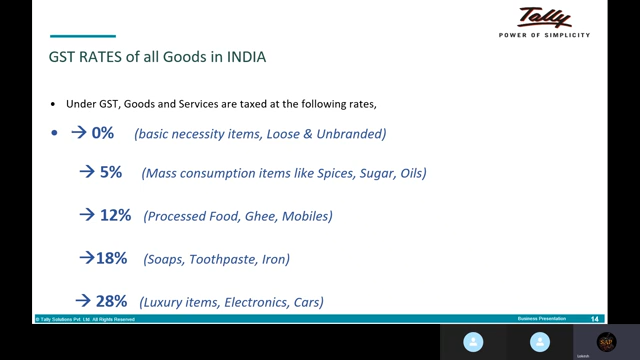 Tally
POWER OF SIMPLICITY
GST RATES of all Goods in INDIA
• Under GST, Goods and Services are taxed at the following rates,
• → 0% (basic necessity items, Loose & Unbranded)
→ 5% (Mass consumption items like Spices, Sugar, Oils)
→ 12% (Processed Food, Ghee, Mobiles)
→18% (Soaps, Toothpaste, Iron)
→ 28% (Luxury items, Electronics, Cars)
© Tally Solutions Pvt. Ltd. All Rights Reserved
Business Presentation
14
SAP